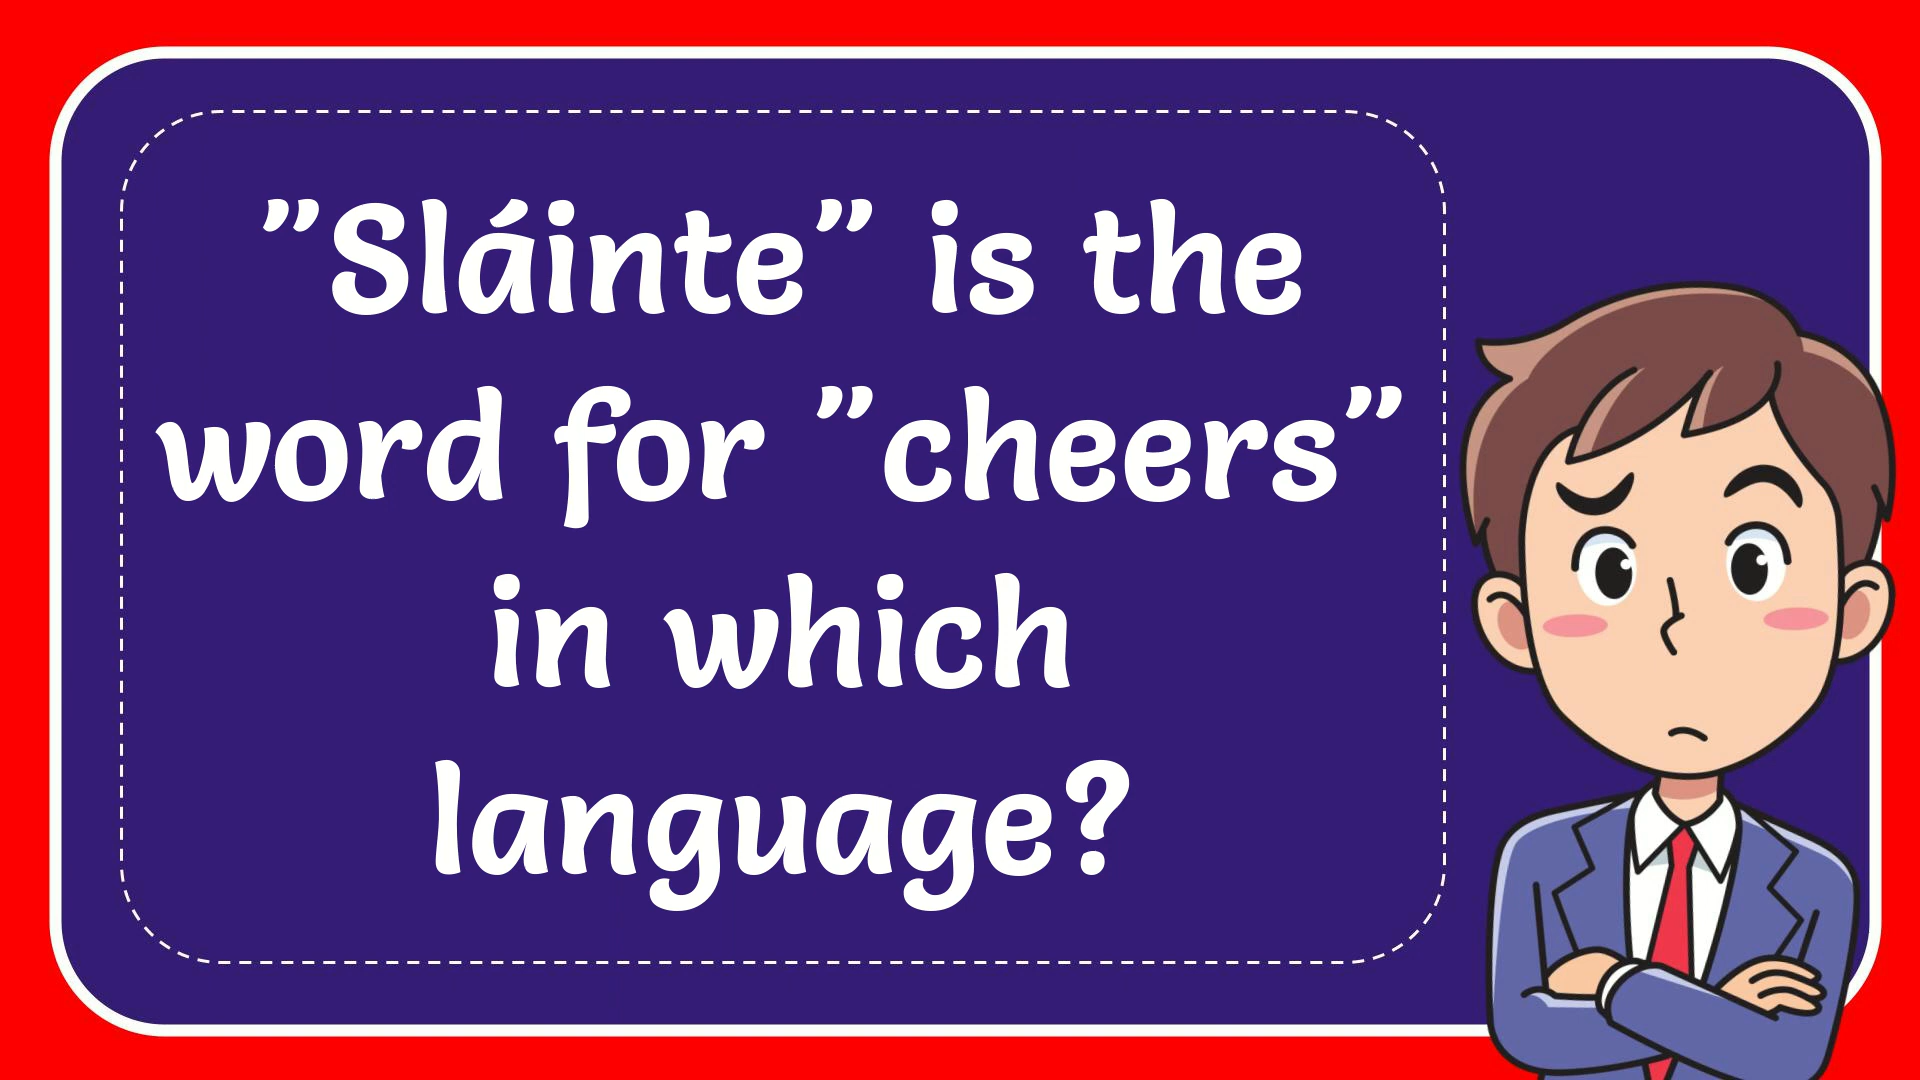 ”Sláinte” is the
word for ”cheers”
in which
language?